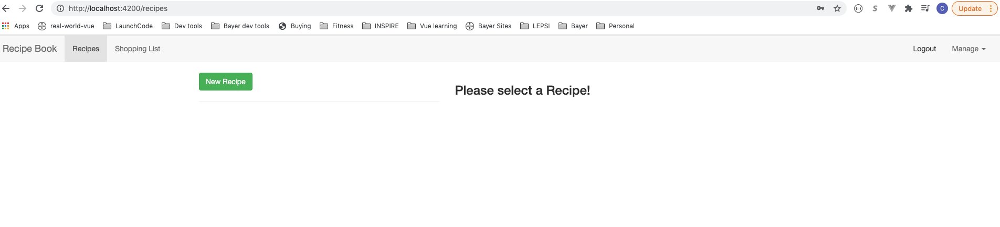 http://localhost:4200/recipes S C Update
Apps real-world-vue LaunchCode Dev tools Bayer dev tools Buying Fitness INSPIRE Vue learning Bayer Sites LEPSI Bayer Personal
Recipe Book Recipes Shopping List Logout Manage
New Recipe
Please select a Recipe!